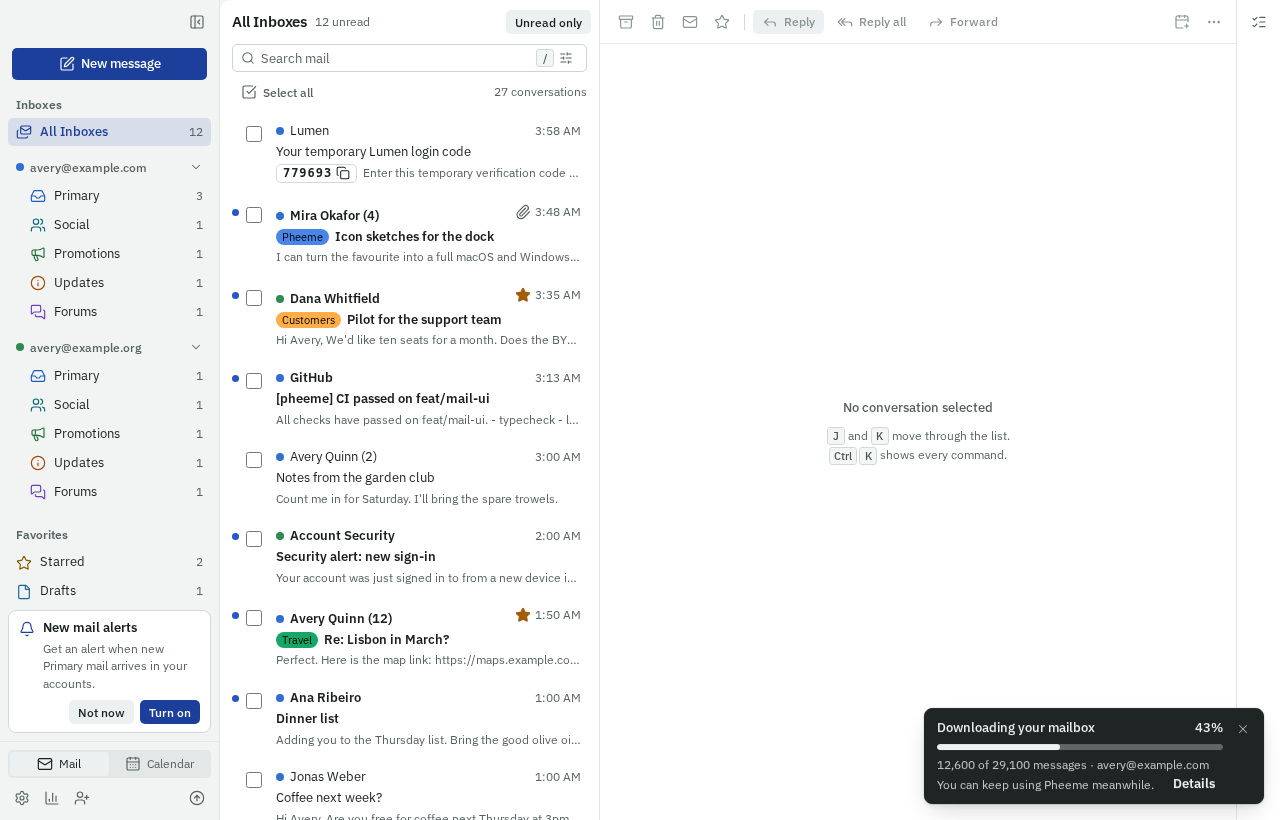 New message
Inboxes
All Inboxes 12
avery@example.com
Primary 3
Social 1
Promotions 1
Updates 1
Forums 1
avery@example.org
Primary 1
Social 1
Promotions 1
Updates 1
Forums 1
Favorites
Starred 2
Drafts 1
New mail alerts
Get an alert when new
Primary mail arrives in your
accounts.
Not now Turn on
Mail Calendar
All Inboxes 12 unread Unread only
Search mail /
Select all 27 conversations
Lumen 3:58 AM
Your temporary Lumen login code
779693 Enter this temporary verification code ...
Mira Okafor (4) 3:48 AM
Pheeme Icon sketches for the dock
I can turn the favourite into a full macOS and Windows...
Dana Whitfield 3:35 AM
Customers Pilot for the support team
Hi Avery, We'd like ten seats for a month. Does the BY...
GitHub 3:13 AM
[pheeme] CI passed on feat/mail-ui
All checks have passed on feat/mail-ui. - typecheck - l...
Avery Quinn (2) 3:00 AM
Notes from the garden club
Count me in for Saturday. I'll bring the spare trowels.
Account Security 2:00 AM
Security alert: new sign-in
Your account was just signed in to from a new device i...
Avery Quinn (12) 1:50 AM
Travel Re: Lisbon in March?
Perfect. Here is the map link: https://maps.example.co...
Ana Ribeiro 1:00 AM
Dinner list
Adding you to the Thursday list. Bring the good olive oi...
Jonas Weber 1:00 AM
Coffee next week?
Hi Avery, Are you free for coffee next Thursday at 3pm
Reply Reply all Forward
No conversation selected
J and K move through the list.
Ctrl K shows every command.
Downloading your mailbox 43%
12,600 of 29,100 messages · avery@example.com
You can keep using Pheeme meanwhile. Details